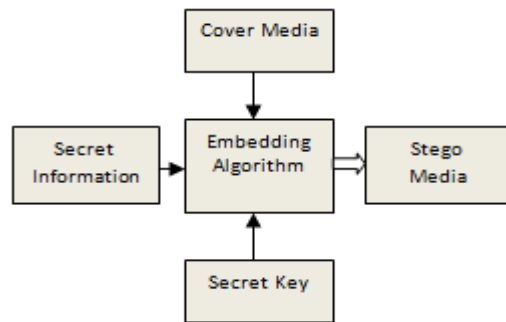 Cover Media
Secret
Information
Embedding
Algorithm
Stego
Media
Secret Key